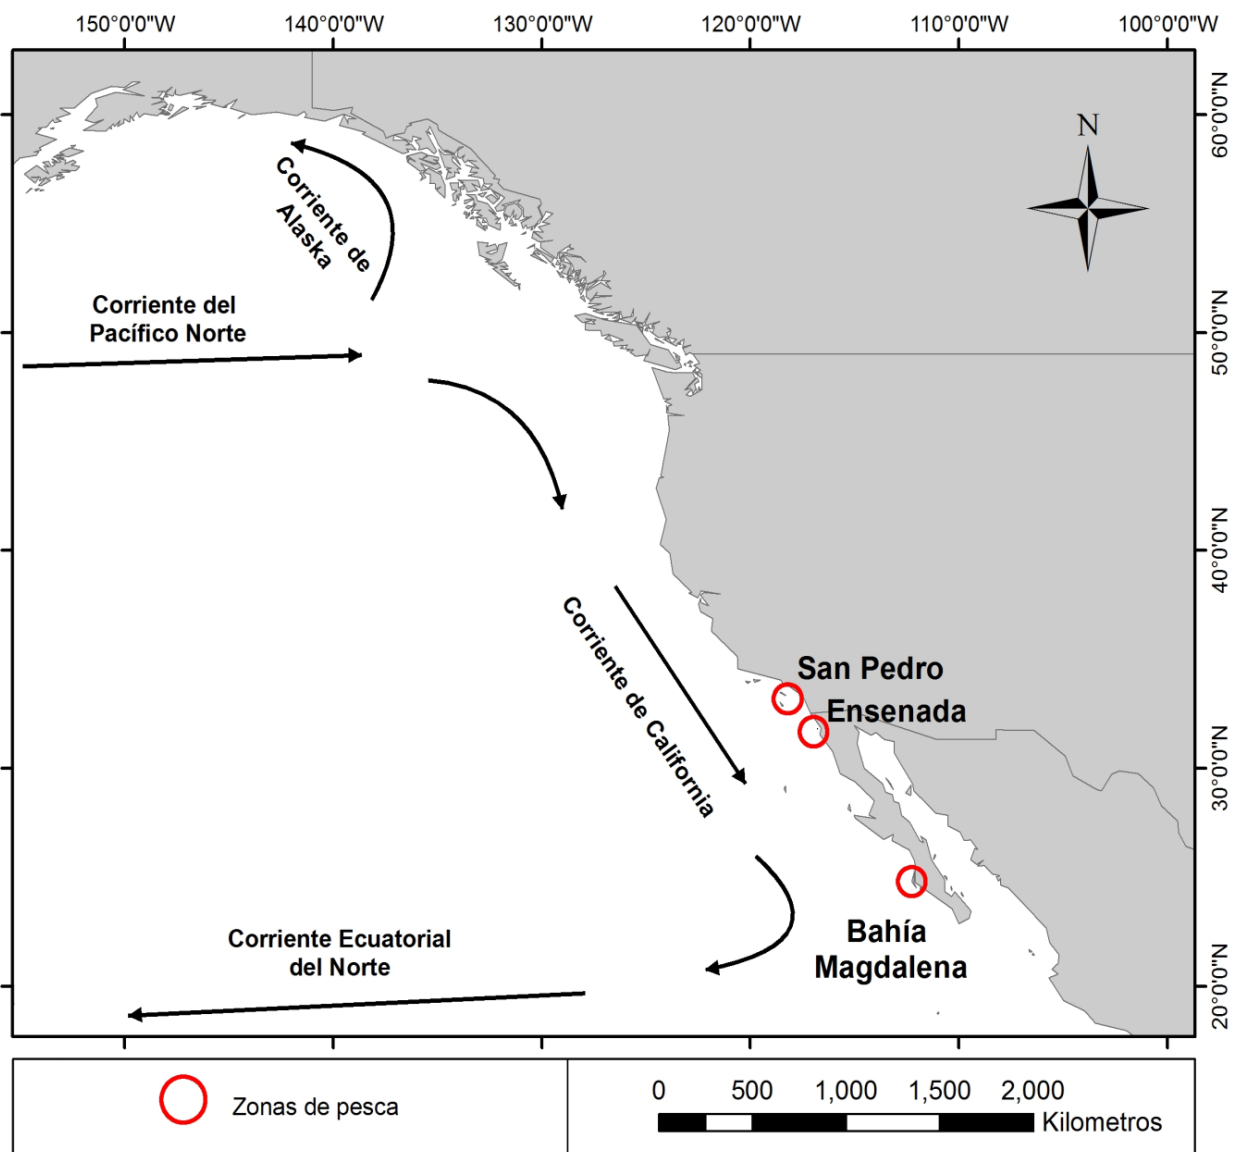 150°0'0"W 140°0'0"W 130°0'0"W 120°0'0"W 110°0'0"W 100°0'0"W
60°0'0"N
50°0'0"N
40°0'0"N
30°0'0"N
20°0'0"N
N
Corriente de
Alaska
Corriente del
Pacífico Norte
Corriente de California
San Pedro
Ensenada
Bahía
Magdalena
Corriente Ecuatorial
del Norte
Zonas de pesca
0 500 1,000 1,500 2,000
Kilometros